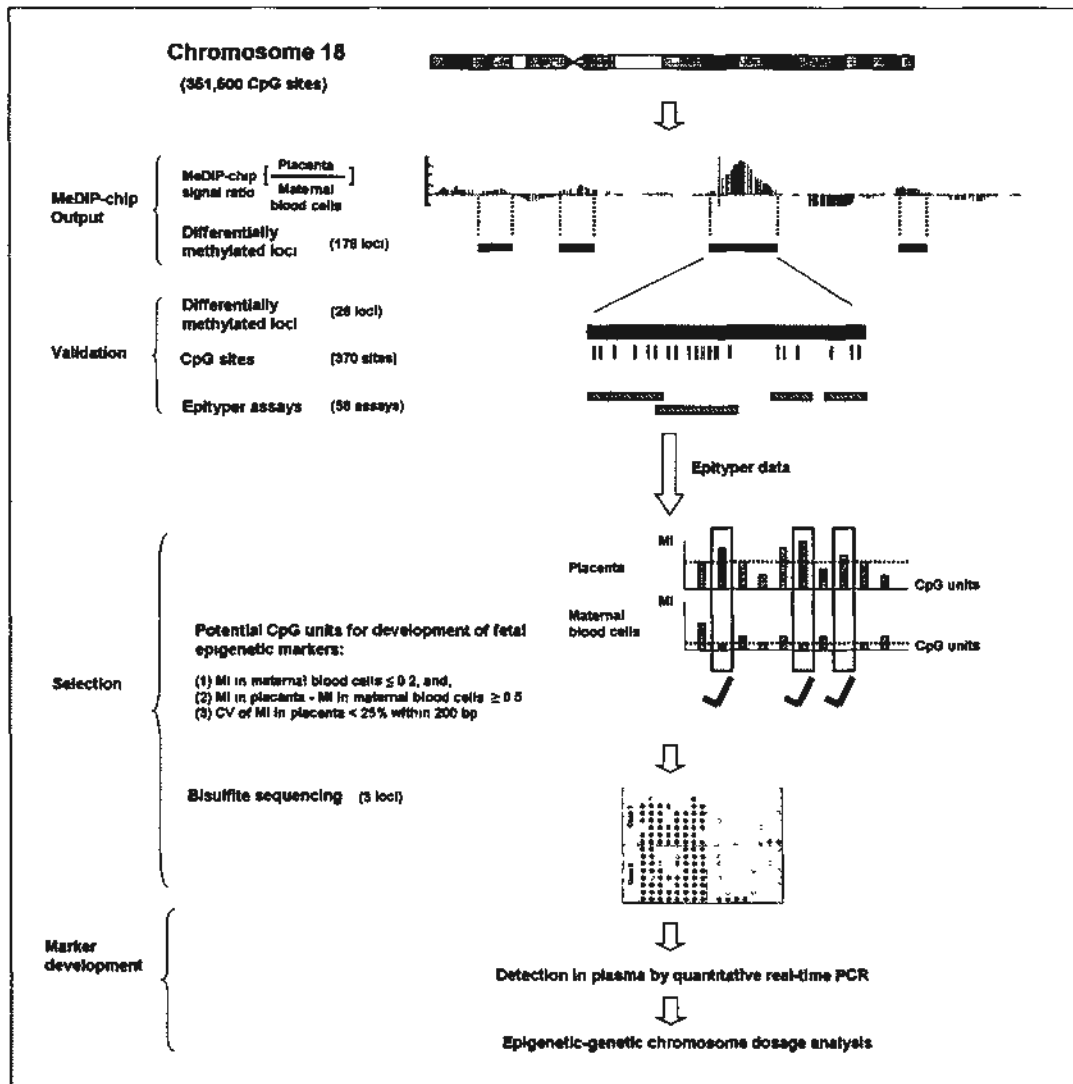 Chromosome 18
(351,500 CpG sites)
MeDIP-chip
Output
MeDIP-chip
signal ratio
[ Placenta
Maternal
blood cells ]
Differentially
methylated loci
(178 loci)
Validation
Differentially
methylated loci
(26 loci)
CpG sites
(370 sites)
Epityper assays
(56 assays)
Epityper data
MI
Placenta
CpG units
MI
Maternal
blood cells
CpG units
Selection
Potential CpG units for development of fetal
epigenetic markers:
(1) MI in maternal blood cells ≤ 0.2, and,
(2) MI in placenta - MI in maternal blood cells ≥ 0.5
(3) CV of MI in placenta < 25% within 200 bp
Bisulfite sequencing
(3 loci)
Marker
development
Detection in plasma by quantitative real-time PCR
Epigenetic-genetic chromosome dosage analysis